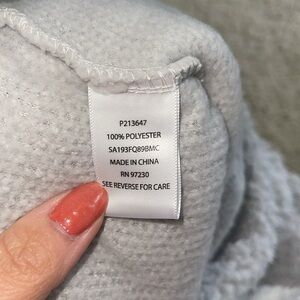 P213647
100% POLYESTER
SA193FQ89BMC
MADE IN CHINA
RN 97230
SEE REVERSE FOR CARE